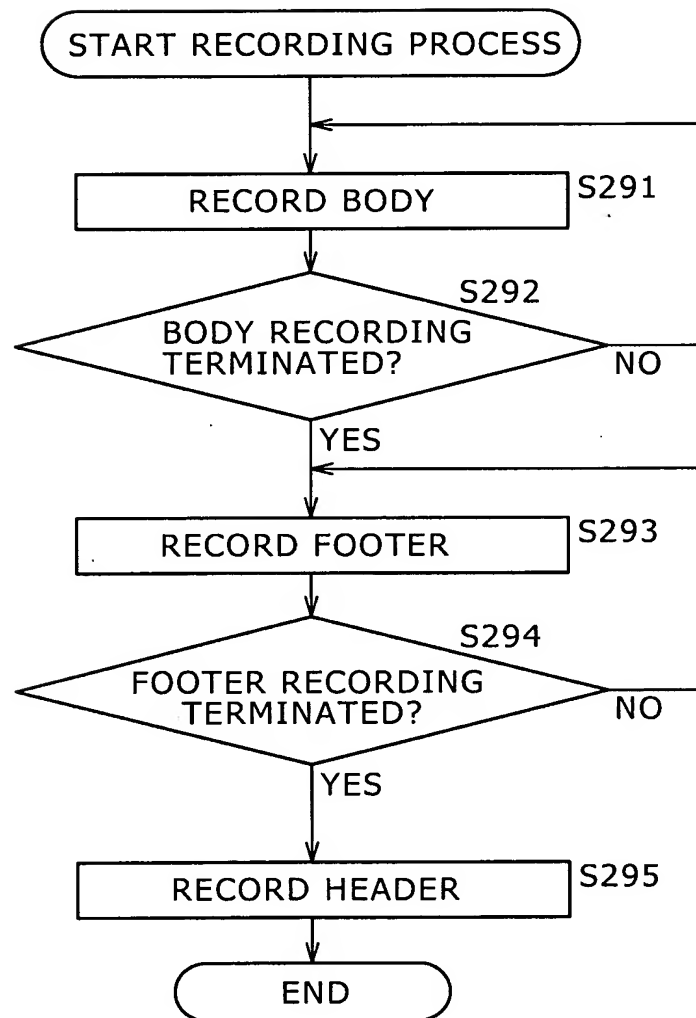 START RECORDING PROCESS
RECORD BODY
S291
S292
BODY RECORDING
TERMINATED?
NO
YES
RECORD FOOTER
S293
S294
FOOTER RECORDING
TERMINATED?
NO
YES
RECORD HEADER
S295
END